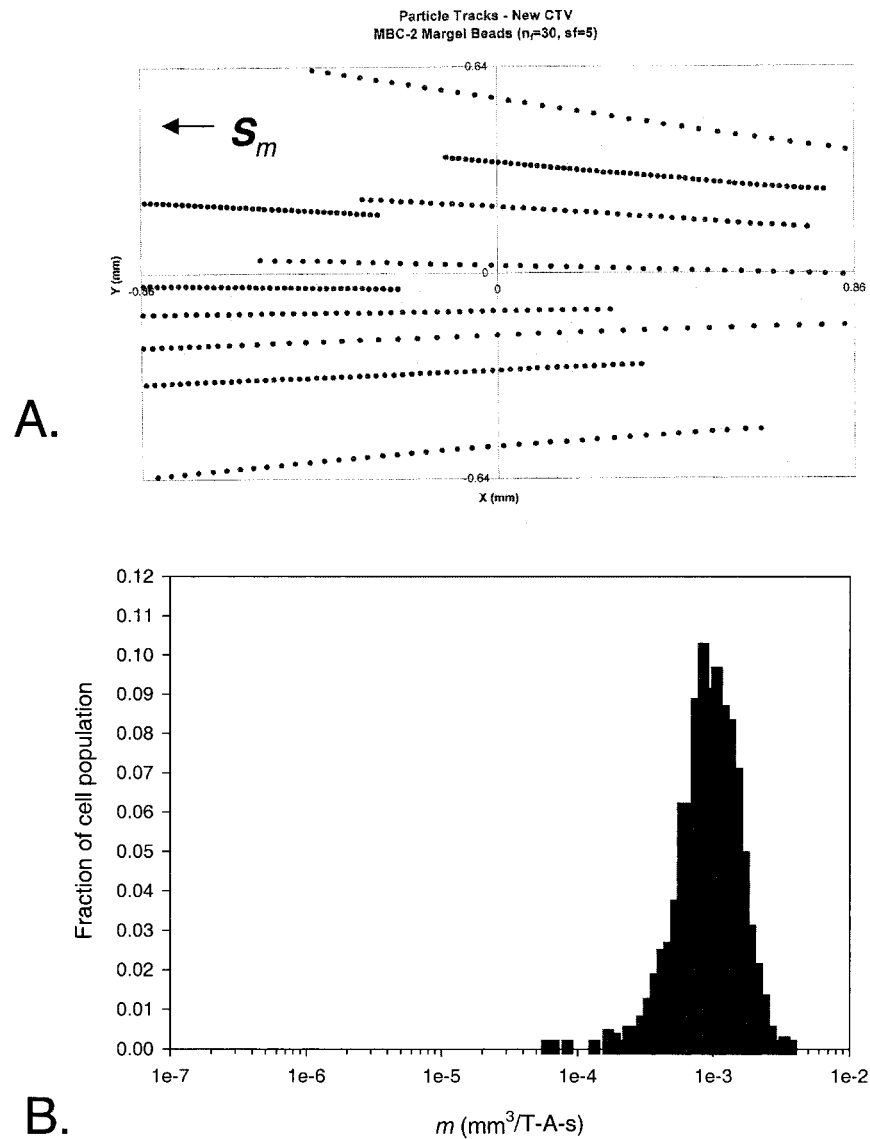 Particle Tracks - New CTV
MBC-2 Margel Beads (nf=30, sf=5)
0.64
Sm
Y (mm)
-0.86
0
0
0.86
-0.64
X (mm)
A.
0.12
0.11
0.10
0.09
0.08
0.07
0.06
0.05
0.04
0.03
0.02
0.01
0.00
Fraction of cell population
1e-7
1e-6
1e-5
1e-4
1e-3
1e-2
m (mm³/T-A-s)
B.